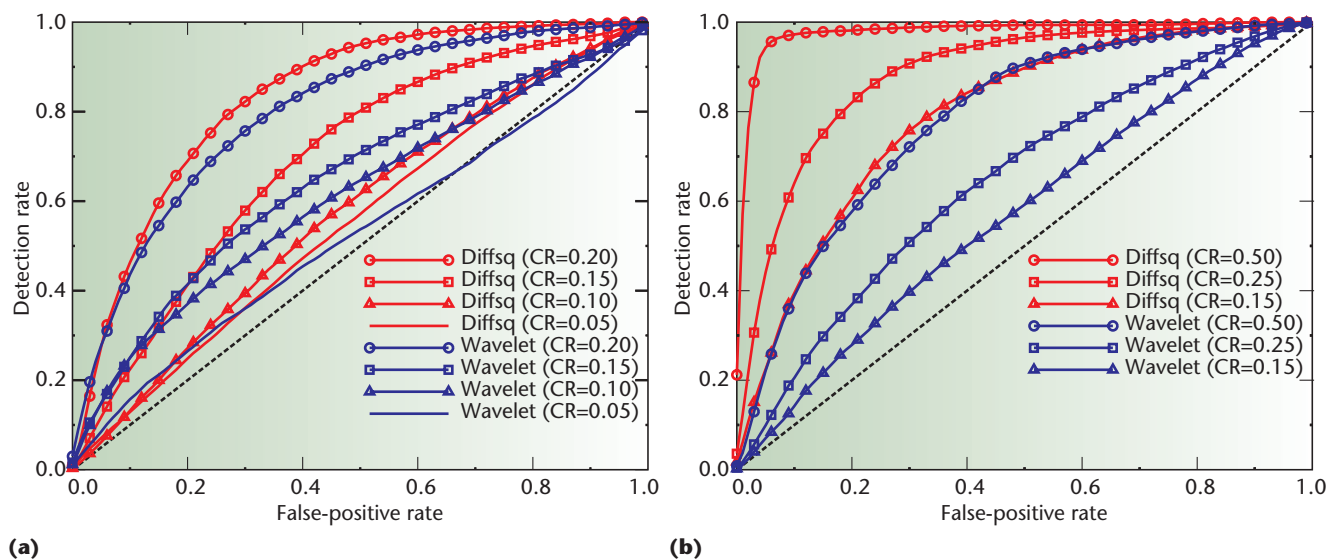 1.0
0.8
0.6
0.4
0.2
0.0
Detection rate
0.0 0.2 0.4 0.6 0.8 1.0
False-positive rate
Diffsq (CR=0.20)
Diffsq (CR=0.15)
Diffsq (CR=0.10)
Diffsq (CR=0.05)
Wavelet (CR=0.20)
Wavelet (CR=0.15)
Wavelet (CR=0.10)
Wavelet (CR=0.05)
(a)
1.0
0.8
0.6
0.4
0.2
0.0
Detection rate
0.0 0.2 0.4 0.6 0.8 1.0
False-positive rate
Diffsq (CR=0.50)
Diffsq (CR=0.25)
Diffsq (CR=0.15)
Wavelet (CR=0.50)
Wavelet (CR=0.25)
Wavelet (CR=0.15)
(b)